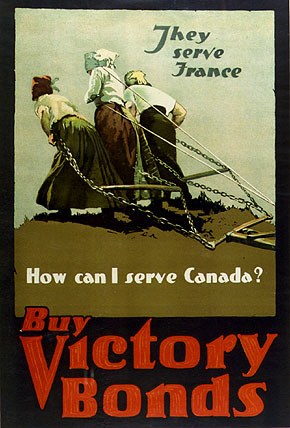 They
serve
France
How can I serve Canada?
Buy
Victory
Bonds